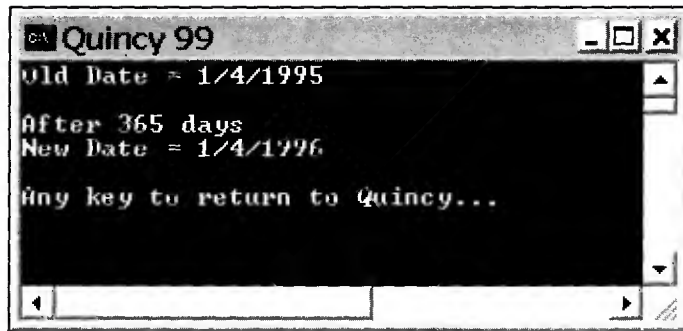 Quincy 99
Old Date = 1/4/1995
After 365 days
New Date = 1/4/1996
Any key to return to Quincy...